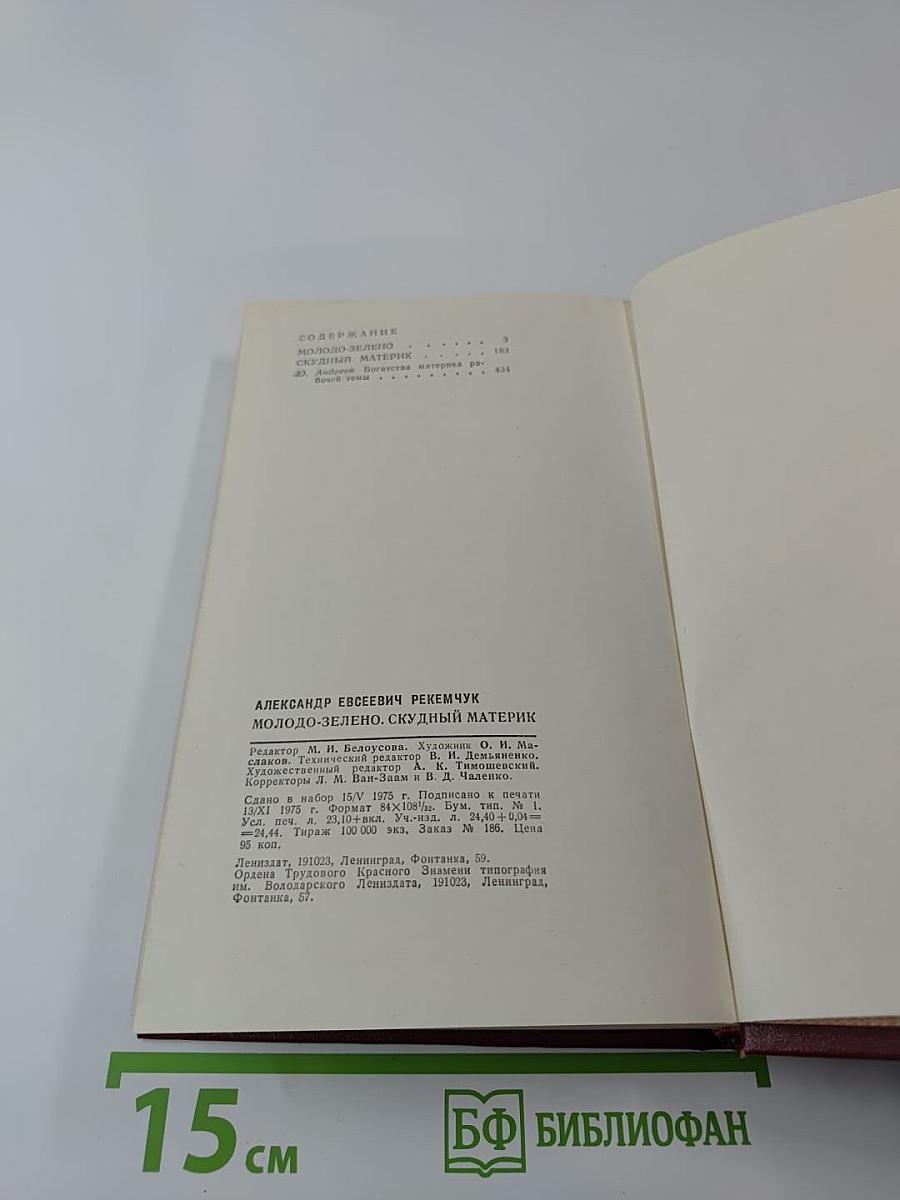 СОДЕРЖАНИЕ
МОЛОДО-ЗЕЛЕНО . . . . . . 3
СКУДНЫЙ МАТЕРИК . . . . . 183
Ю. Андреев. Богатства материка ра-
бочей темы . . . . . . . . . 434
АЛЕКСАНДР ЕВСЕЕВИЧ РЕКЕМЧУК
МОЛОДО-ЗЕЛЕНО. СКУДНЫЙ МАТЕРИК
Редактор М. И. Белоусова. Художник О. И. Ма-
слаков. Технический редактор В. И. Демьяненко.
Художественный редактор А. К. Тимошевский.
Корректоры Л. М. Ван-Заам и В. Д. Чаленко.
Сдано в набор 15/V 1975 г. Подписано к печати
13/XI 1975 г. Формат 84×108¹/₃₂. Бум. тип. № 1.
Усл. печ. л. 23,10+вкл. Уч.-изд. л. 24,40+0,04=
=24,44. Тираж 100 000 экз. Заказ № 186. Цена
95 коп.
Лениздат, 191023, Ленинград, Фонтанка, 59.
Ордена Трудового Красного Знамени типография
им. Володарского Лениздата, 191023, Ленинград,
Фонтанка, 57.
15 см
БФ БИБЛИОФАН